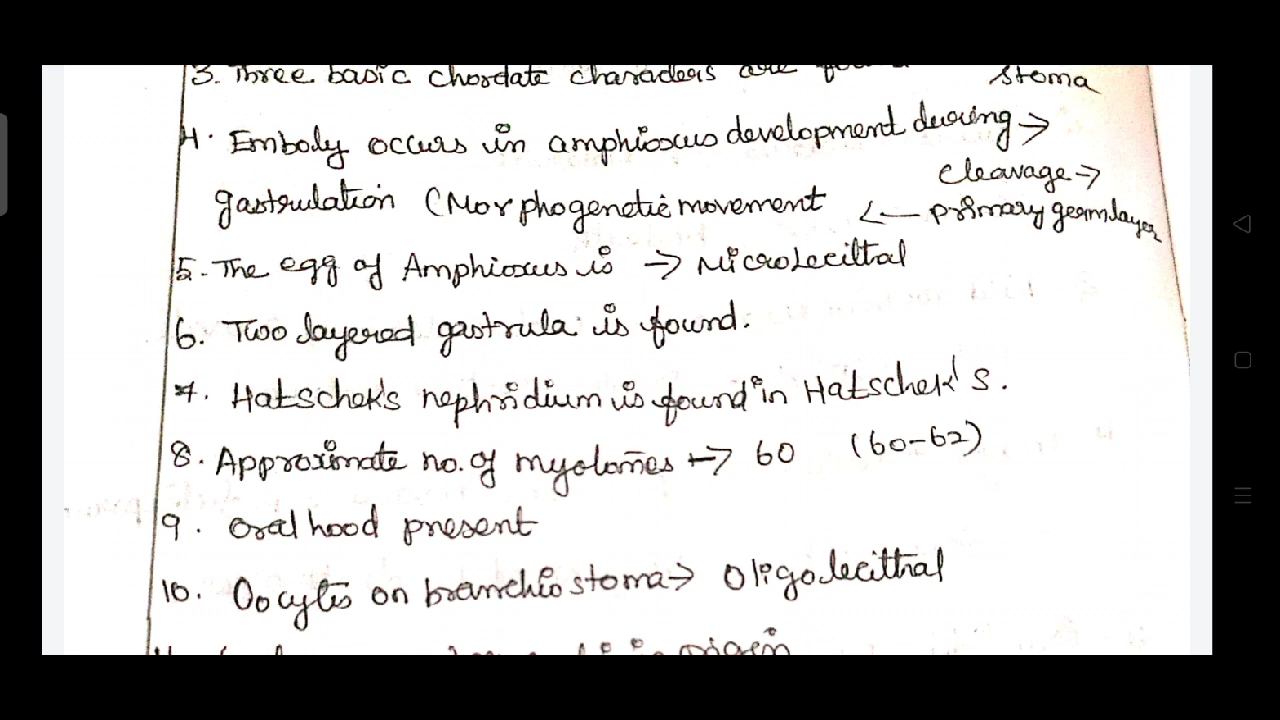 3. Three basic chordate characters are
stoma
4. Emboly occurs in amphioxus development during →
cleavage →
gastrulation (Morphogenetic movement ← primary germ layer
5. The egg of Amphioxus is → Microlecilthal
6. Two layered gastrula is found.
7. Hatschek's nephridium is found in Hatschek's.
8. Approximate no. of myotomes → 60 (60-62)
9. Oral hood present
10. Oocytes on branchiostoma → Oligolecithal
origin